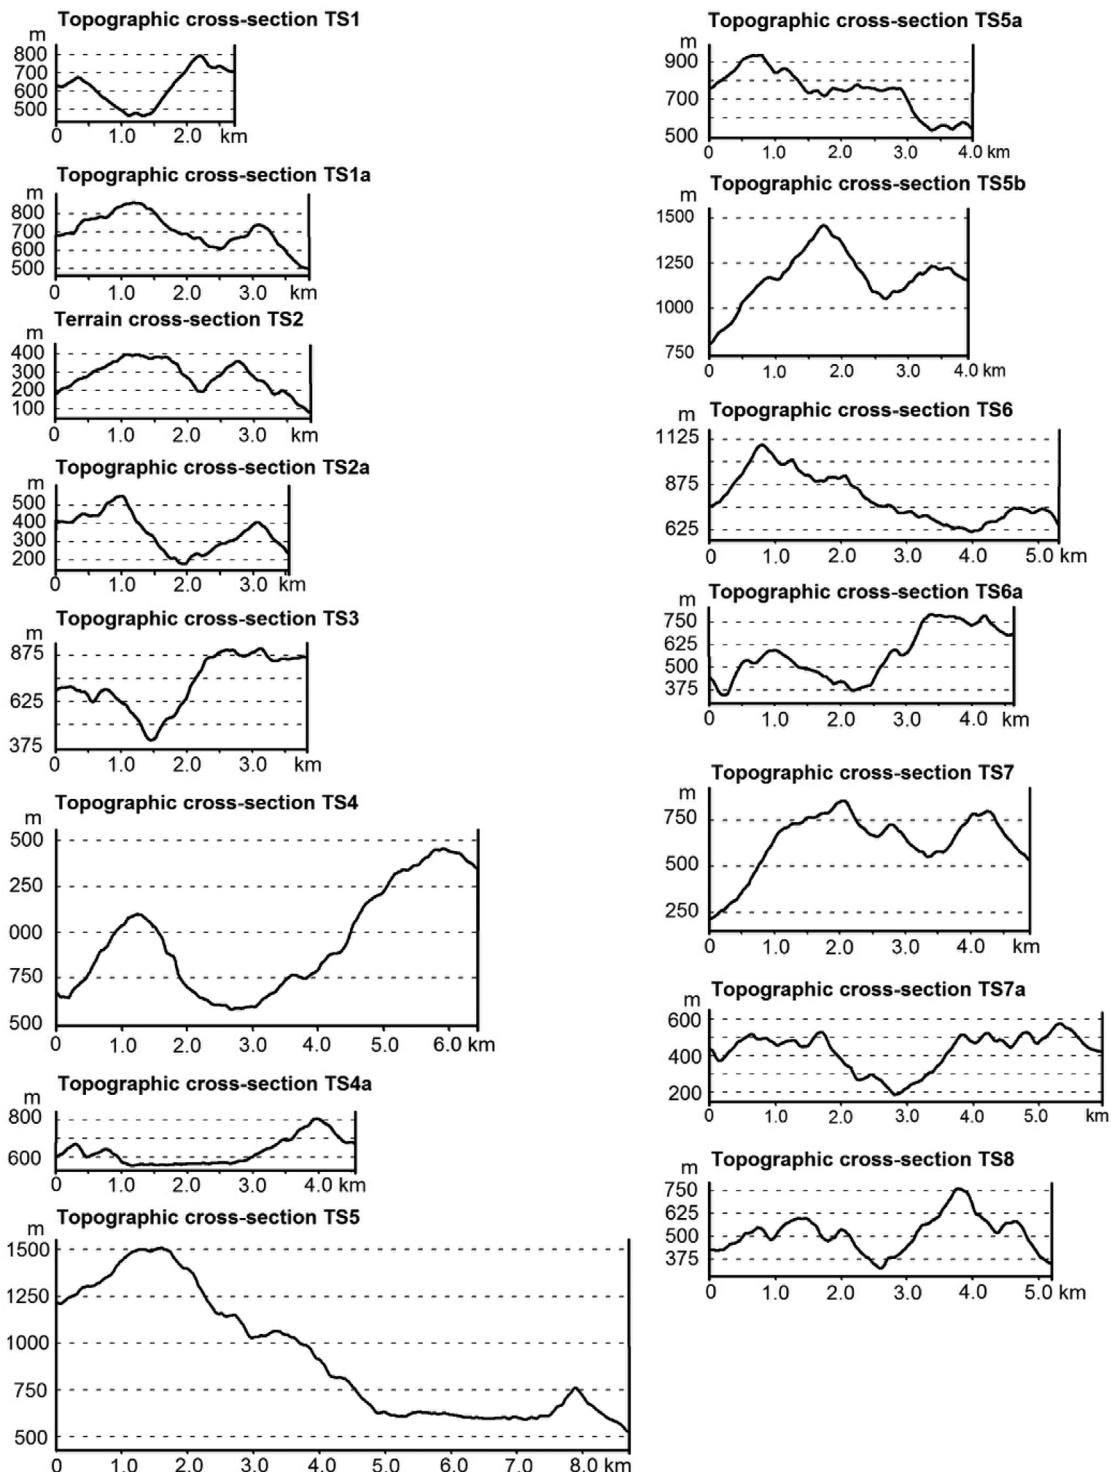 Topographic cross-section TS1
m
800
700
600
500
0 1.0 2.0 km
Topographic cross-section TS1a
m
800
700
600
500
0 1.0 2.0 3.0 km
Terrain cross-section TS2
m
400
300
200
100
0 1.0 2.0 3.0 km
Topographic cross-section TS2a
m
500
400
300
200
0 1.0 2.0 3.0 km
Topographic cross-section TS3
m
875
625
375
0 1.0 2.0 3.0 km
Topographic cross-section TS4
m
500
250
000
750
500
0 1.0 2.0 3.0 4.0 5.0 6.0 km
Topographic cross-section TS4a
m
800
600
0 1.0 2.0 3.0 4.0 km
Topographic cross-section TS5
m
1500
1250
1000
750
500
0 1.0 2.0 3.0 4.0 5.0 6.0 7.0 8.0 km
Topographic cross-section TS5a
m
900
700
500
0 1.0 2.0 3.0 4.0 km
Topographic cross-section TS5b
m
1500
1250
1000
750
0 1.0 2.0 3.0 4.0 km
Topographic cross-section TS6
m
1125
875
625
0 1.0 2.0 3.0 4.0 5.0 km
Topographic cross-section TS6a
m
750
625
500
375
0 1.0 2.0 3.0 4.0 km
Topographic cross-section TS7
m
750
500
250
0 1.0 2.0 3.0 4.0 km
Topographic cross-section TS7a
m
600
400
200
0 1.0 2.0 3.0 4.0 5.0 km
Topographic cross-section TS8
m
750
625
500
375
0 1.0 2.0 3.0 4.0 5.0 km